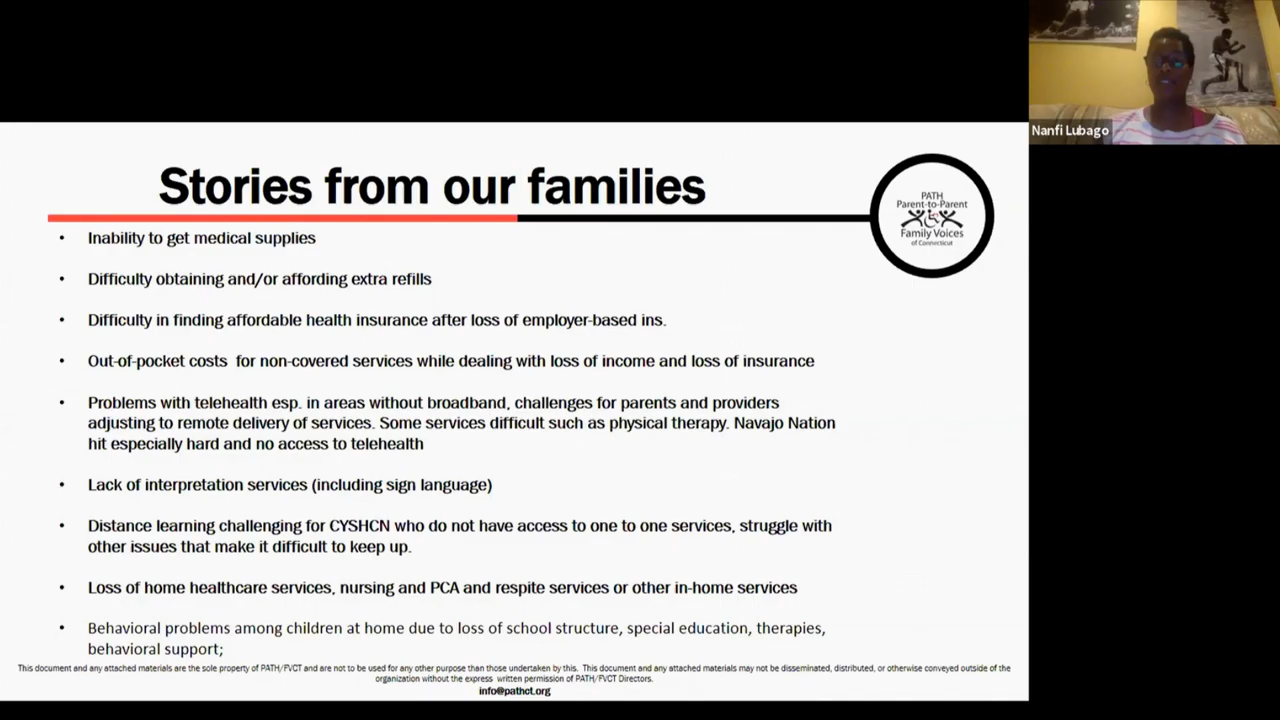 Nanfi Lubago
Stories from our families
PATH
Parent-to-Parent
Family Voices
of Connecticut
• Inability to get medical supplies
• Difficulty obtaining and/or affording extra refills
• Difficulty in finding affordable health insurance after loss of employer-based ins.
• Out-of-pocket costs for non-covered services while dealing with loss of income and loss of insurance
• Problems with telehealth esp. in areas without broadband, challenges for parents and providers
adjusting to remote delivery of services. Some services difficult such as physical therapy. Navajo Nation
hit especially hard and no access to telehealth
• Lack of interpretation services (including sign language)
• Distance learning challenging for CYSHCN who do not have access to one to one services, struggle with
other issues that make it difficult to keep up.
• Loss of home healthcare services, nursing and PCA and respite services or other in-home services
• Behavioral problems among children at home due to loss of school structure, special education, therapies,
behavioral support;
This document and any attached materials are the sole property of PATH/FVCT and are not to be used for any other purpose than those undertaken by this. This document and any attached materials may not be disseminated, distributed, or otherwise conveyed outside of the
organization without the express written permission of PATH/FVCT Directors.
info@pathct.org